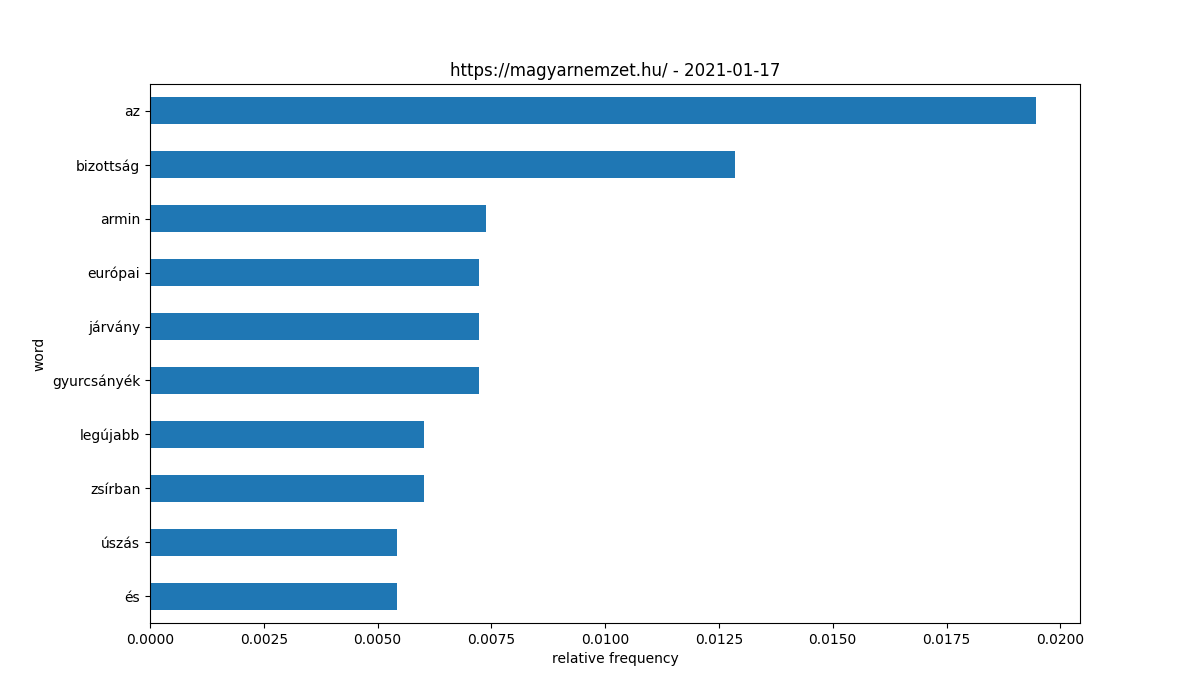 https://magyarnemzet.hu/ - 2021-01-17
az
bizottság
armin
európai
járvány
gyurcsányék
legújabb
zsírban
úszás
és
word
0.0000 0.0025 0.0050 0.0075 0.0100 0.0125 0.0150 0.0175 0.0200
relative frequency